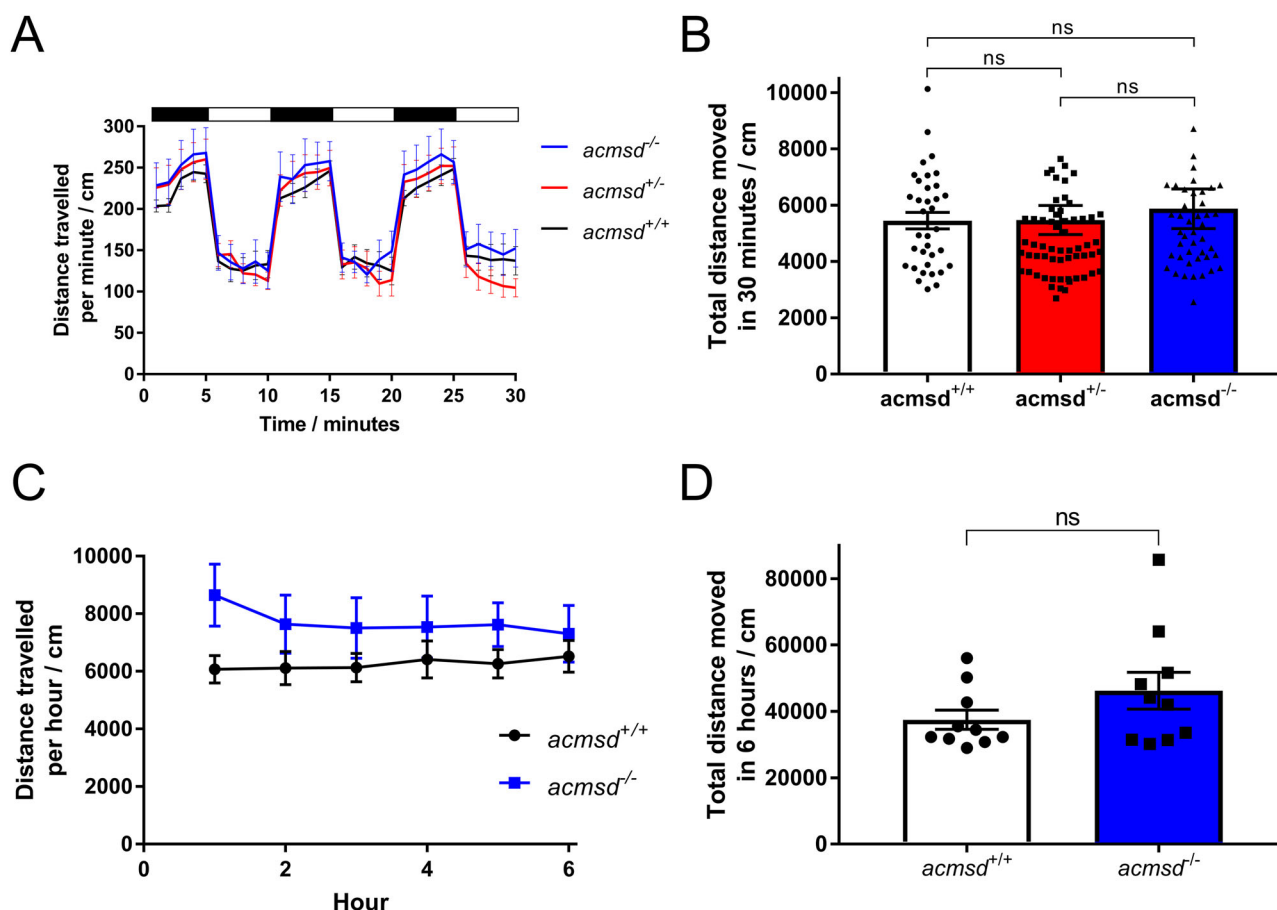 A
Distance travelled
per minute / cm
300
250
200
150
100
50
0
0
5
10
15
20
25
30
Time / minutes
acmsd-/-
acmsd+/-
acmsd+/+
B
Total distance moved
in 30 minutes / cm
10000
8000
6000
4000
2000
0
ns
ns
ns
acmsd+/+
acmsd+/-
acmsd-/-
C
Distance travelled
per hour / cm
10000
8000
6000
4000
2000
0
0
2
4
6
Hour
acmsd+/+
acmsd-/-
D
Total distance moved
in 6 hours / cm
80000
60000
40000
20000
0
ns
acmsd+/+
acmsd-/-